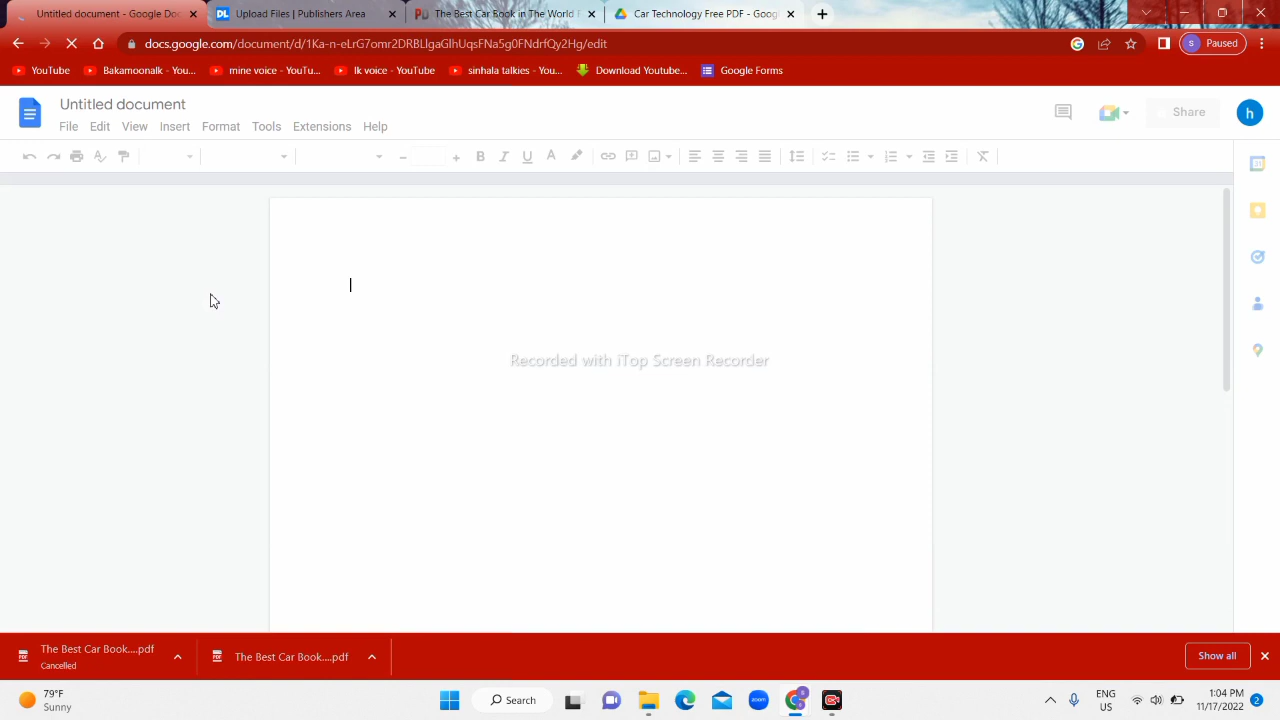 Untitled document - Google Doc
Upload Files | Publishers Area
The Best Car Book in The World F
Car Technology Free PDF - Googl
docs.google.com/document/d/1Ka-n-eLrG7omr2DRBLlgaGlhUqsFNa5g0FNdrfQy2Hg/edit
S Paused
YouTube
Bakamoonalk - You...
mine voice - YouTu...
lk voice - YouTube
sinhala talkies - You...
Download Youtube...
Google Forms
Untitled document
File Edit View Insert Format Tools Extensions Help
Share
h
Recorded with iTop Screen Recorder
The Best Car Book....pdf
Cancelled
The Best Car Book....pdf
Show all
79°F
Sunny
Search
zoom
ENG
US
1:04 PM
11/17/2022
2